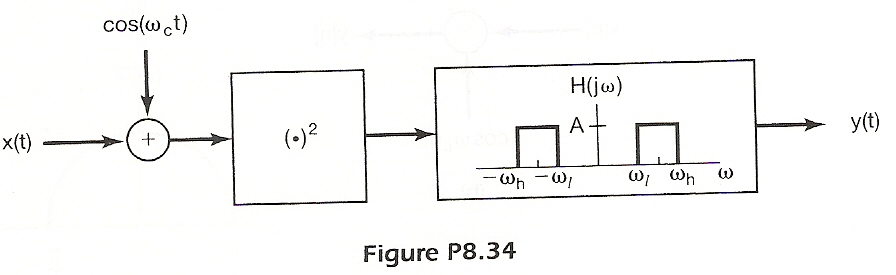 cos(ω_c t)
x(t)
+
(•)²
H(jω)
A
-ω_h -ω_l ω_l ω_h ω
y(t)
Figure P8.34